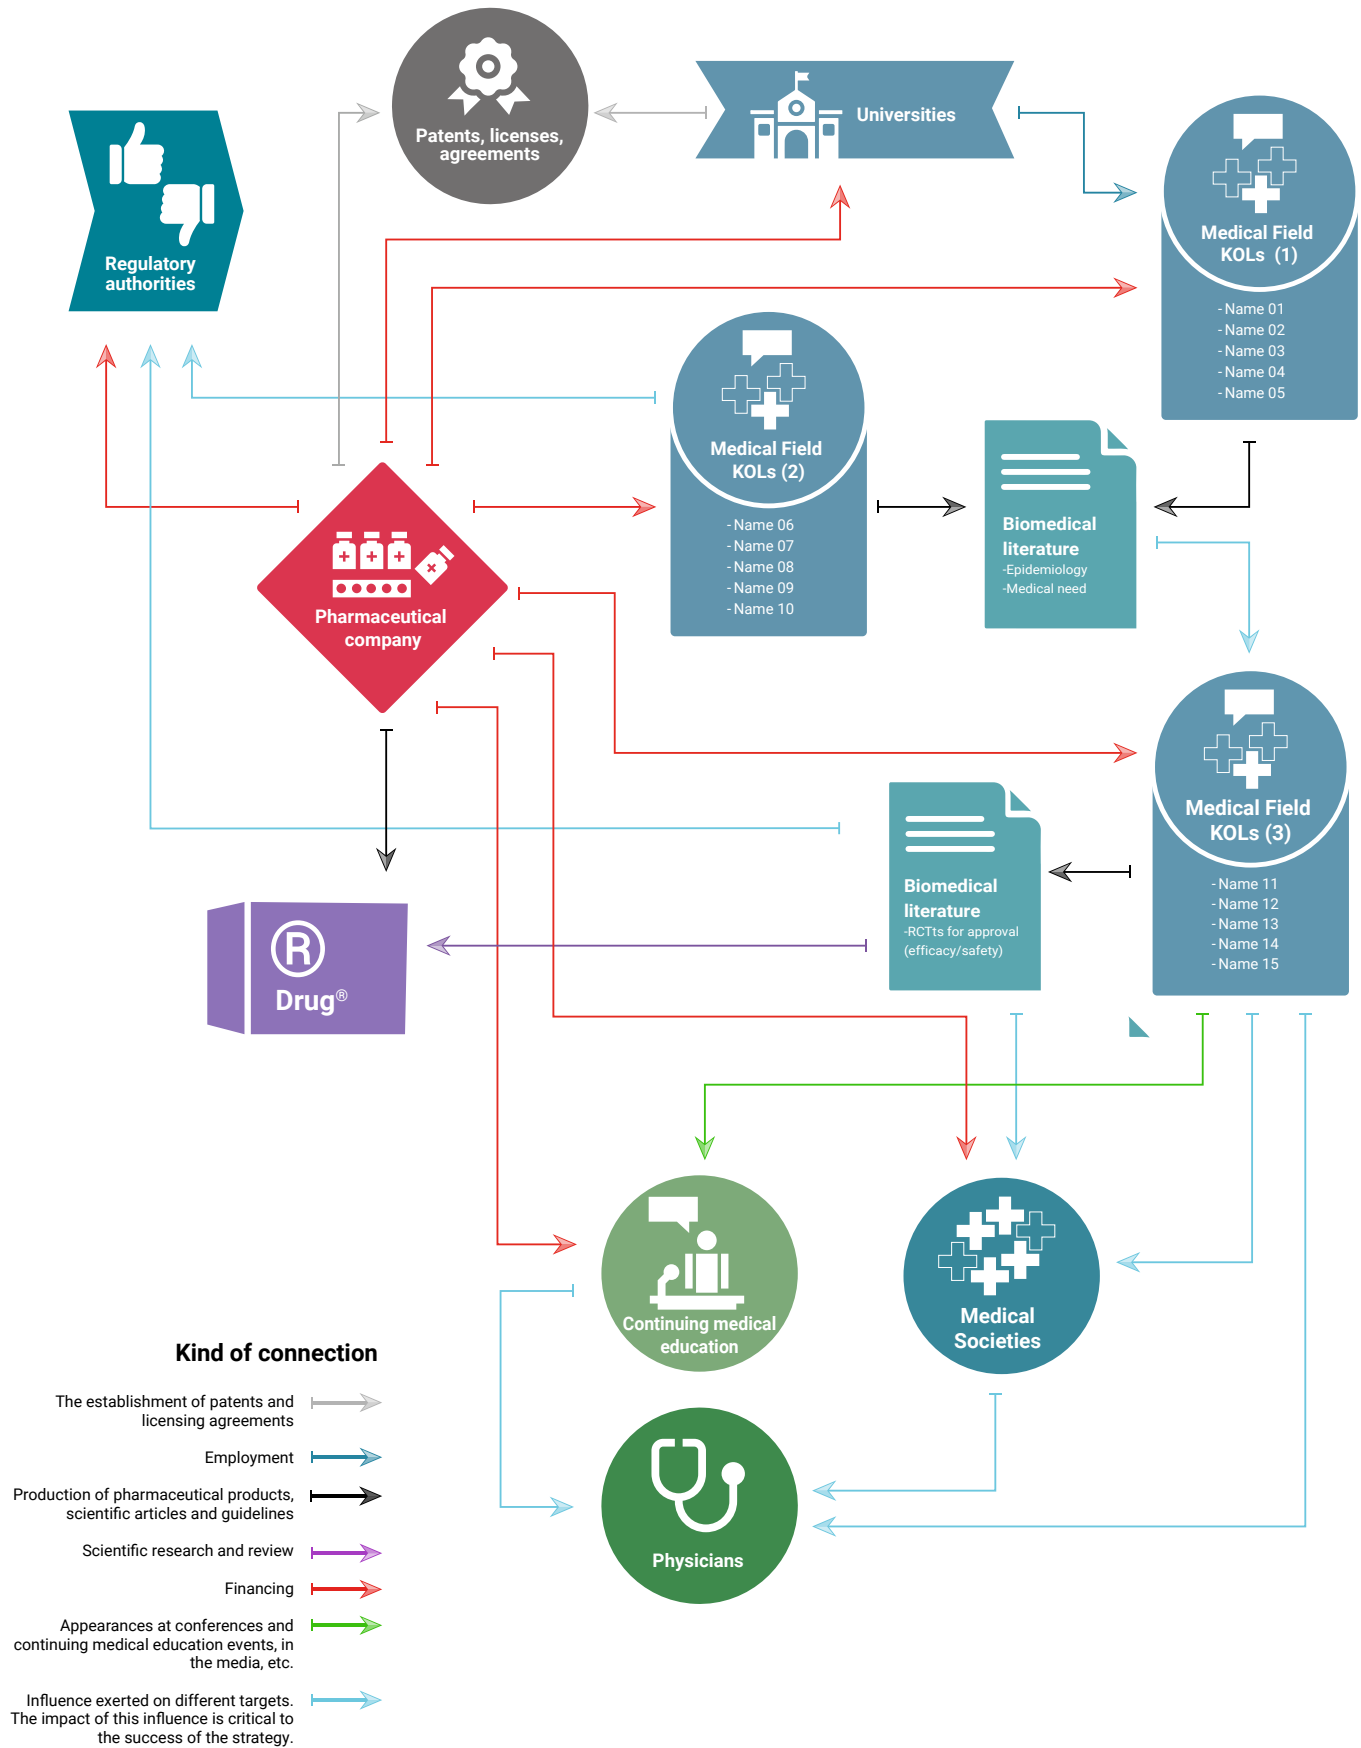 Patents, licenses,
agreements
Universities
Regulatory
authorities
Medical Field
KOLs (1)
- Name 01
- Name 02
- Name 03
- Name 04
- Name 05
Medical Field
KOLs (2)
- Name 06
- Name 07
- Name 08
- Name 09
- Name 10
Biomedical
literature
-Epidemiology
-Medical need
Pharmaceutical
company
Medical Field
KOLs (3)
- Name 11
- Name 12
- Name 13
- Name 14
- Name 15
Biomedical
literature
-RCTts for approval
(efficacy/safety)
®
Drug®
Continuing medical
education
Medical
Societies
Physicians
Kind of connection
The establishment of patents and
licensing agreements
Employment
Production of pharmaceutical products,
scientific articles and guidelines
Scientific research and review
Financing
Appearances at conferences and
continuing medical education events, in
the media, etc.
Influence exerted on different targets.
The impact of this influence is critical to
the success of the strategy.